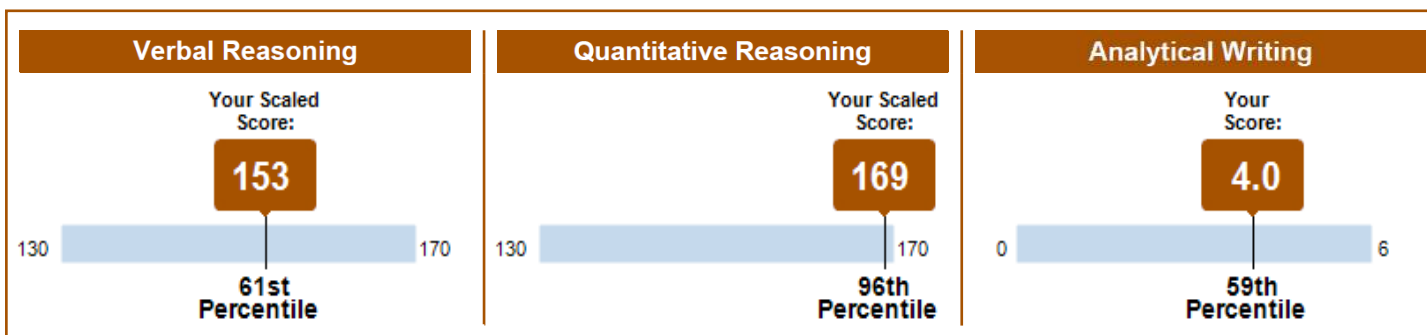 Verbal Reasoning
Your Scaled
Score:
153
130
170
61st
Percentile
Quantitative Reasoning
Your Scaled
Score:
169
130
170
96th
Percentile
Analytical Writing
Your
Score:
4.0
0
6
59th
Percentile